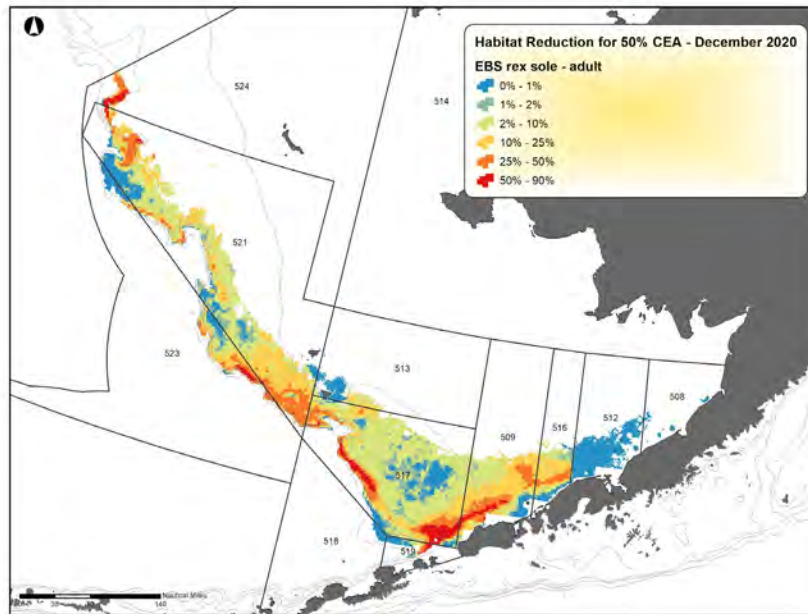 Habitat Reduction for 50% CEA - December 2020
EBS rex sole - adult
0% - 1%
1% - 2%
2% - 10%
10% - 25%
25% - 50%
50% - 90%
524
514
521
523
513
509
516
512
508
517
518
519
Nautical Miles
140